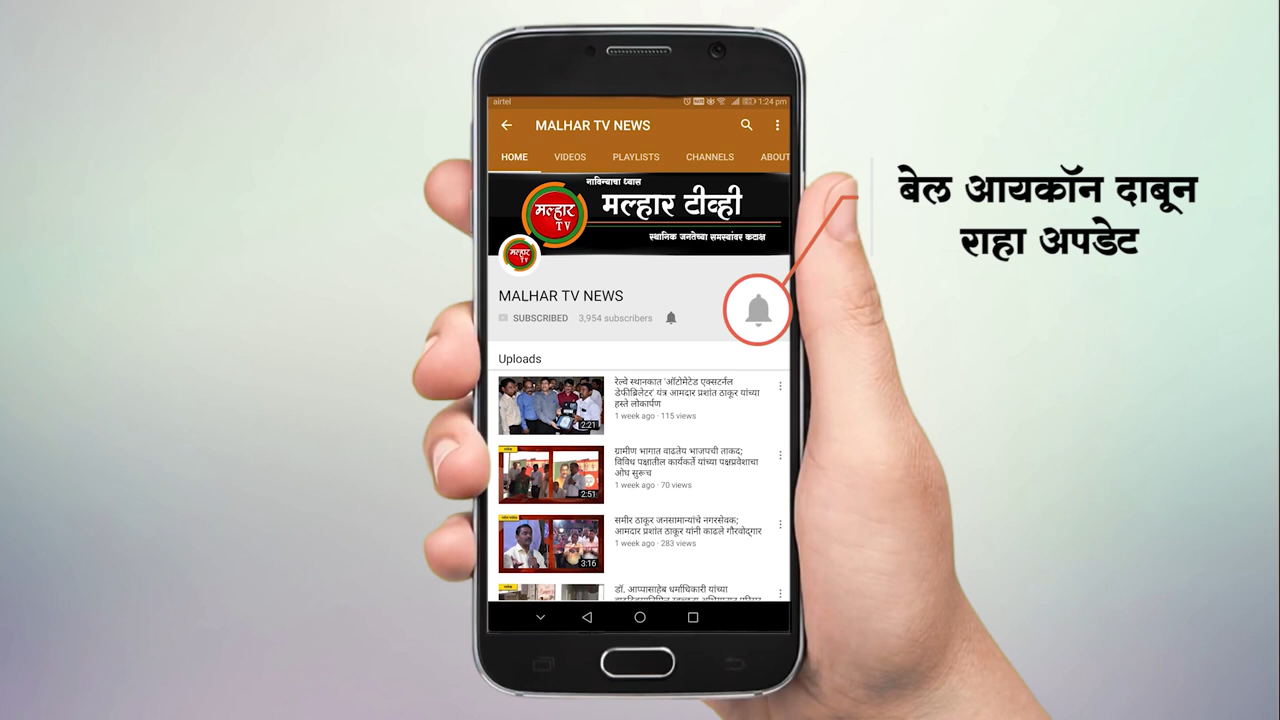 airtel
1:24 pm
MALHAR TV NEWS
HOME VIDEOS PLAYLISTS CHANNELS ABOUT
नाविन्याचा ध्यास
मल्हार टीव्ही
स्थानिक जनतेच्या समस्यांवर कटाक्ष
मल्हार
TV
मल्हार
TV
MALHAR TV NEWS
SUBSCRIBED 3,954 subscribers
Uploads
रेल्वे स्थानकात 'ऑटोमेटेड एक्सटर्नल
डेफीब्रिलेटर' यंत्र आमदार प्रशांत ठाकूर यांच्या
हस्ते लोकार्पण
1 week ago · 115 views
2:21
ग्रामीण भागात वाढतेय भाजपची ताकद;
विविध पक्षातील कार्यकर्ते यांच्या पक्षप्रवेशाचा
ओघ सुरूच
1 week ago · 70 views
2:51
समीर ठाकूर जनसामान्यांचे नगरसेवक;
आमदार प्रशांत ठाकूर यांनी काढले गौरवोद्गार
1 week ago · 283 views
3:16
डॉ. आप्पासाहेब धर्माधिकारी यांच्या
बेल आयकॉन दाबून
राहा अपडेट